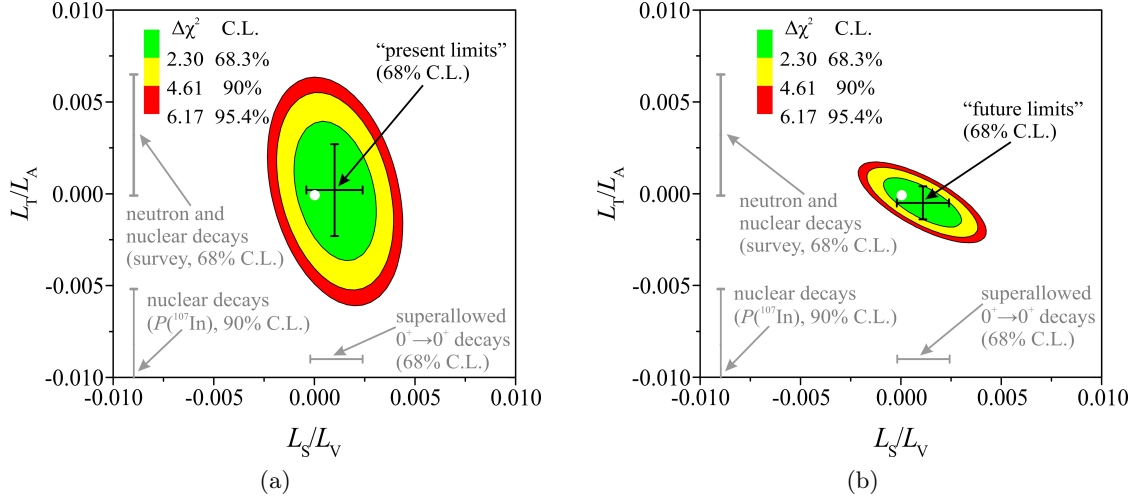 0.010
0.005
0.000
-0.005
-0.010
L_T/L_A
Δχ² C.L.
2.30 68.3%
4.61 90%
6.17 95.4%
“present limits”
(68% C.L.)
neutron and
nuclear decays
(survey, 68% C.L.)
nuclear decays
(P(¹⁰⁷In), 90% C.L.)
superallowed
0⁺→0⁺ decays
(68% C.L.)
-0.010 -0.005 0.000 0.005 0.010
L_S/L_V
(a)
0.010
0.005
0.000
-0.005
-0.010
L_T/L_A
Δχ² C.L.
2.30 68.3%
4.61 90%
6.17 95.4%
“future limits”
(68% C.L.)
neutron and
nuclear decays
(survey, 68% C.L.)
nuclear decays
(P(¹⁰⁷In), 90% C.L.)
superallowed
0⁺→0⁺ decays
(68% C.L.)
-0.010 -0.005 0.000 0.005 0.010
L_S/L_V
(b)